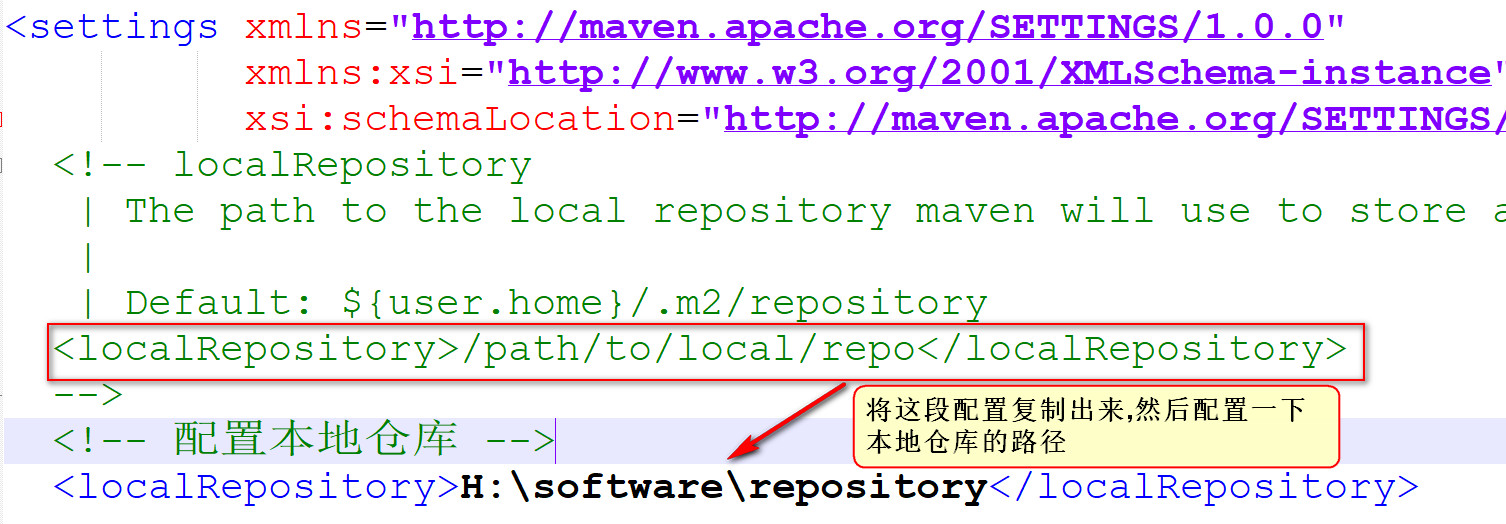 <settings xmlns="http://maven.apache.org/SETTINGS/1.0.0"
xmlns:xsi="http://www.w3.org/2001/XMLSchema-instance"
xsi:schemaLocation="http://maven.apache.org/SETTINGS/
<!-- localRepository
| The path to the local repository maven will use to store a
|
| Default: ${user.home}/.m2/repository
<localRepository>/path/to/local/repo</localRepository>
-->
将这段配置复制出来,然后配置一下
本地仓库的路径
<!-- 配置本地仓库 -->
<localRepository>H:\software\repository</localRepository>